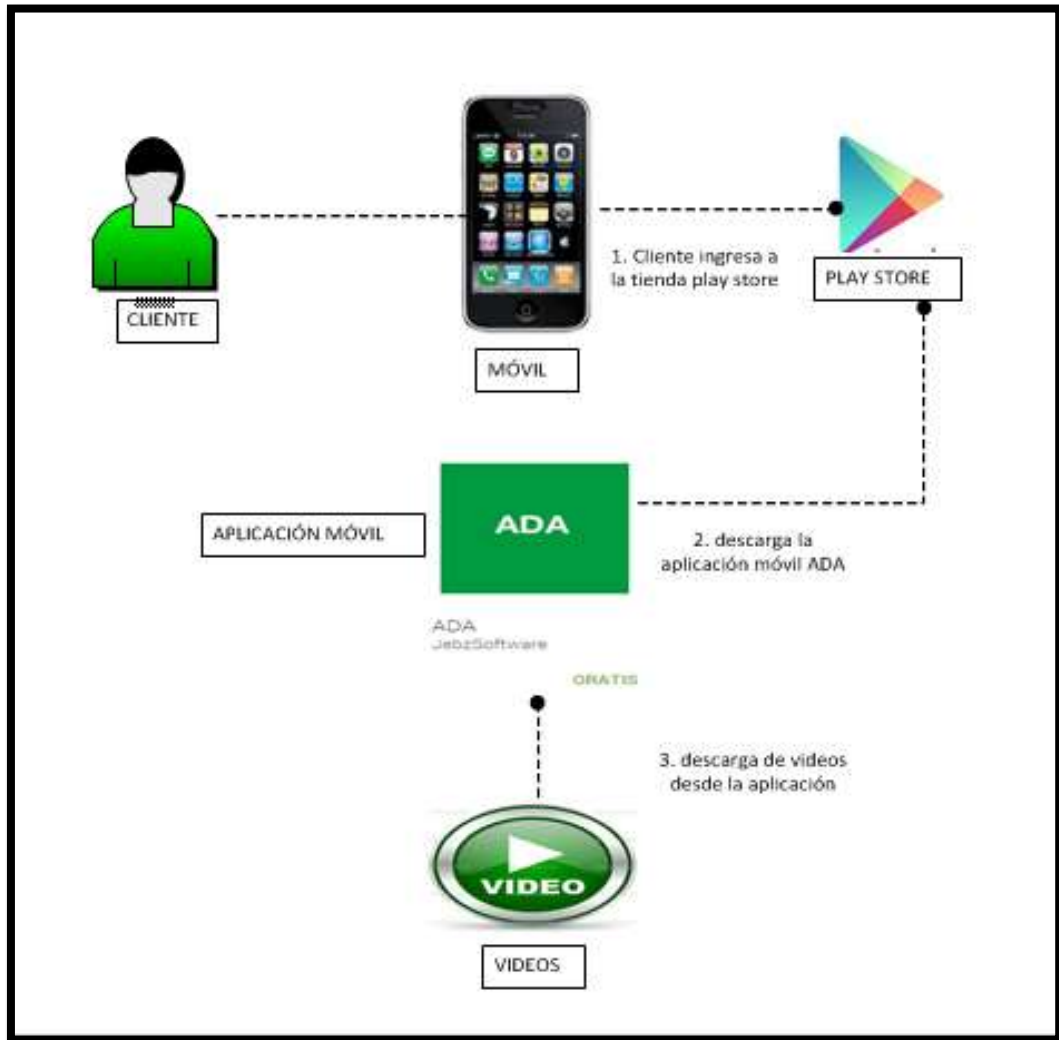 1. Cliente ingresa a
la tienda play store
PLAY STORE
CLIENTE
MÓVIL
APLICACIÓN MÓVIL
ADA
2. descarga la
aplicación móvil ADA
ADA
JebzSoftware
GRATIS
3. descarga de videos
desde la aplicación
VIDEO
VIDEOS